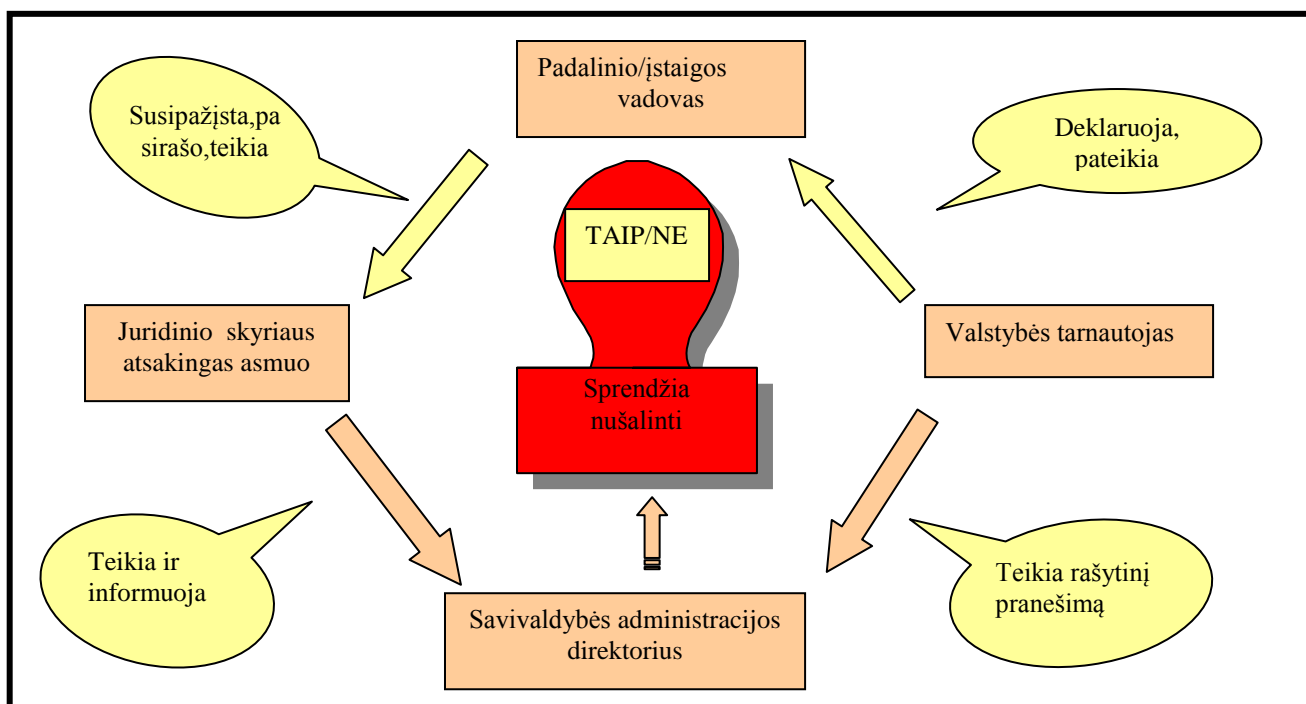 Padalinio/įstaigos
vadovas
Susipažįsta,pa
sirašo,teikia
Deklaruoja,
pateikia
TAIP/NE
Juridinio skyriaus
atsakingas asmuo
Valstybės tarnautojas
Sprendžia
nušalinti
Teikia ir
informuoja
Teikia rašytinį
pranešimą
Savivaldybės administracijos
direktorius